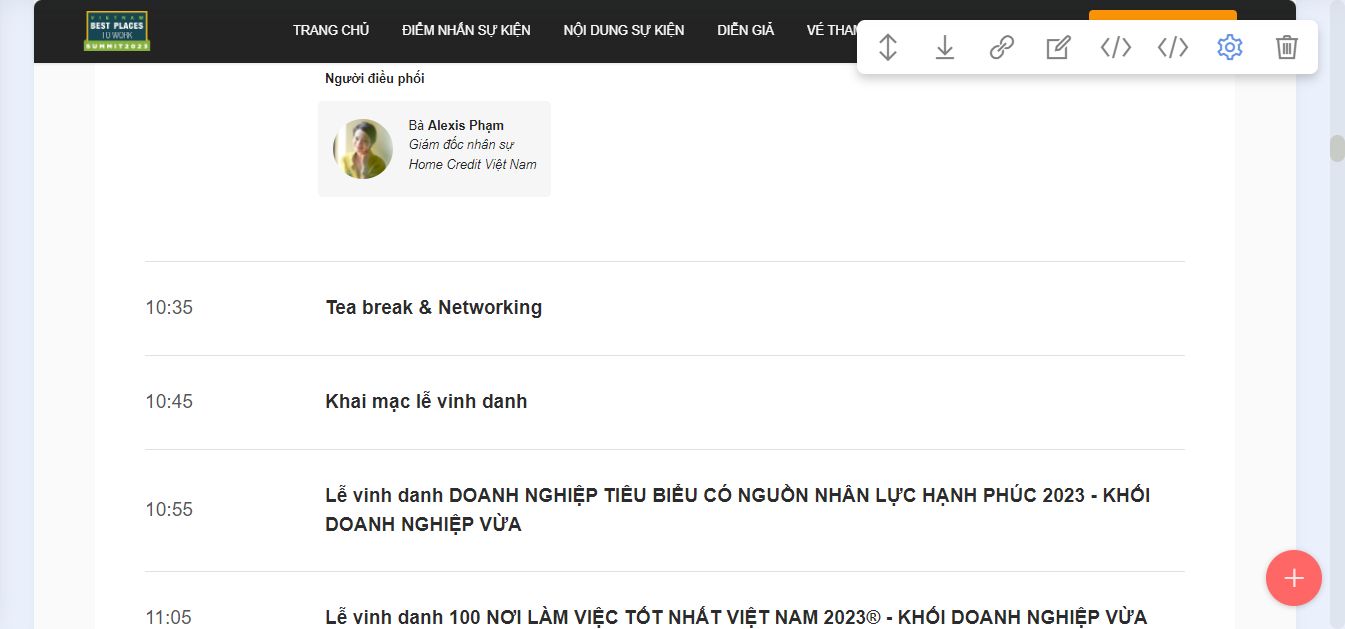 VIETNAM
BEST PLACES
TO WORK
SUMMIT2023
TRANG CHỦ
ĐIỂM NHẤN SỰ KIỆN
NỘI DUNG SỰ KIỆN
DIỄN GIẢ
VÉ THAM
Người điều phối
Bà Alexis Phạm
Giám đốc nhân sự
Home Credit Việt Nam
10:35
Tea break & Networking
10:45
Khai mạc lễ vinh danh
10:55
Lễ vinh danh DOANH NGHIỆP TIÊU BIỂU CÓ NGUỒN NHÂN LỰC HẠNH PHÚC 2023 - KHỐI
DOANH NGHIỆP VỪA
11:05
Lễ vinh danh 100 NƠI LÀM VIỆC TỐT NHẤT VIỆT NAM 2023® - KHỐI DOANH NGHIỆP VỪA